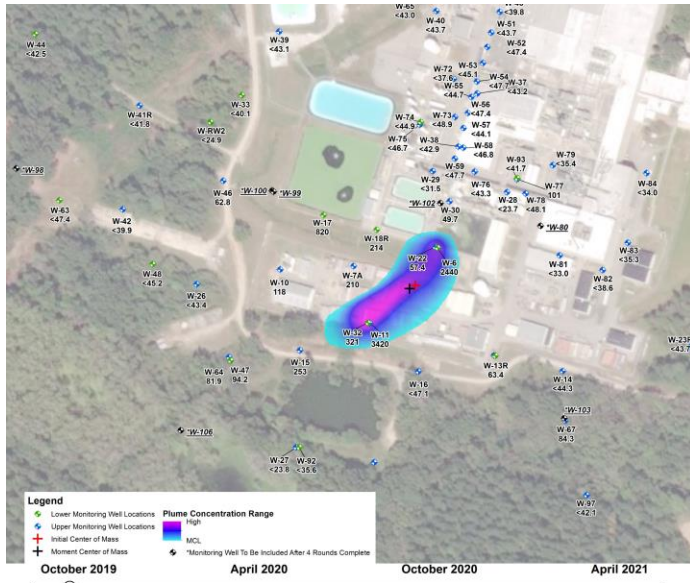 W-65
<43.0
W-40
<43.7
<39.8
W-51
<43.7
W-44
<42.5
W-39
<43.1
W-52
<47.4
W-72
<37.6
W-53
<45.1
W-54
<47.7
W-37
<43.2
W-55
<44.7
W-33
<40.1
W-41R
<41.8
W-56
<47.4
W-RW2
<24.9
W-74
<44.9
W-73
<48.9
W-57
<44.1
W-75
<46.7
W-38
<42.9
W-58
<46.8
W-59
<47.7
W-93
<41.7
W-79
<35.4
*W-98
W-29
<31.5
W-76
<43.3
W-77
101
W-84
<34.0
W-46
62.8
*W-100
*W-99
W-28
<23.7
W-78
<48.1
W-63
<47.4
W-42
<39.9
*W-102
W-30
49.7
W-17
820
*W-80
W-18R
214
W-83
<35.3
W-22
57.4
W-6
2440
W-48
<45.2
W-10
118
W-7A
210
W-81
<33.0
W-82
<38.6
W-26
<43.4
W-32
321
W-11
3420
W-23R
<43.7
W-64
81.9
W-47
94.2
W-15
253
W-16
<47.1
W-13R
63.4
W-14
<44.3
*W-103
W-67
84.3
*W-106
W-27
<23.8
W-92
<35.6
W-97
<42.1
Legend
Lower Monitoring Well Locations
Upper Monitoring Well Locations
Initial Center of Mass
Moment Center of Mass
Plume Concentration Range
High
MCL
*Monitoring Well To Be Included After 4 Rounds Complete
October 2019 April 2020 October 2020 April 2021